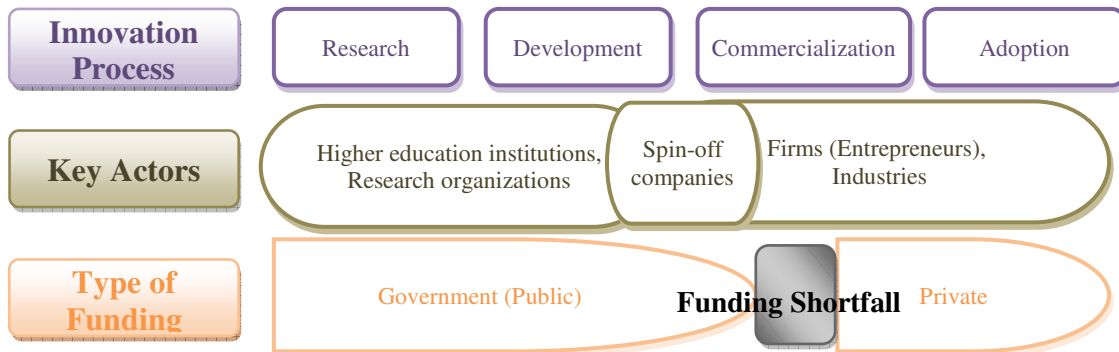 Innovation
Process
Research
Development
Commercialization
Adoption
Key Actors
Higher education institutions,
Research organizations
Spin-off
companies
Firms (Entrepreneurs),
Industries
Type of
Funding
Government (Public)
Funding Shortfall
Private